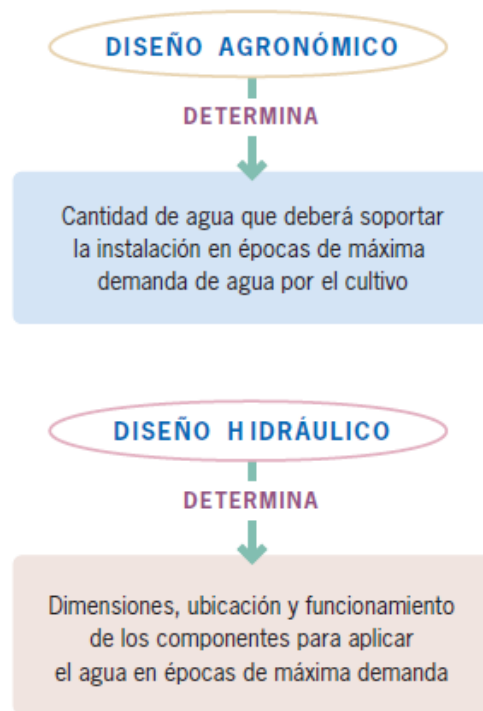 DISEÑO AGRONÓMICO
DETERMINA
Cantidad de agua que deberá soportar
la instalación en épocas de máxima
demanda de agua por el cultivo
DISEÑO HIDRÁULICO
DETERMINA
Dimensiones, ubicación y funcionamiento
de los componentes para aplicar
el agua en épocas de máxima demanda